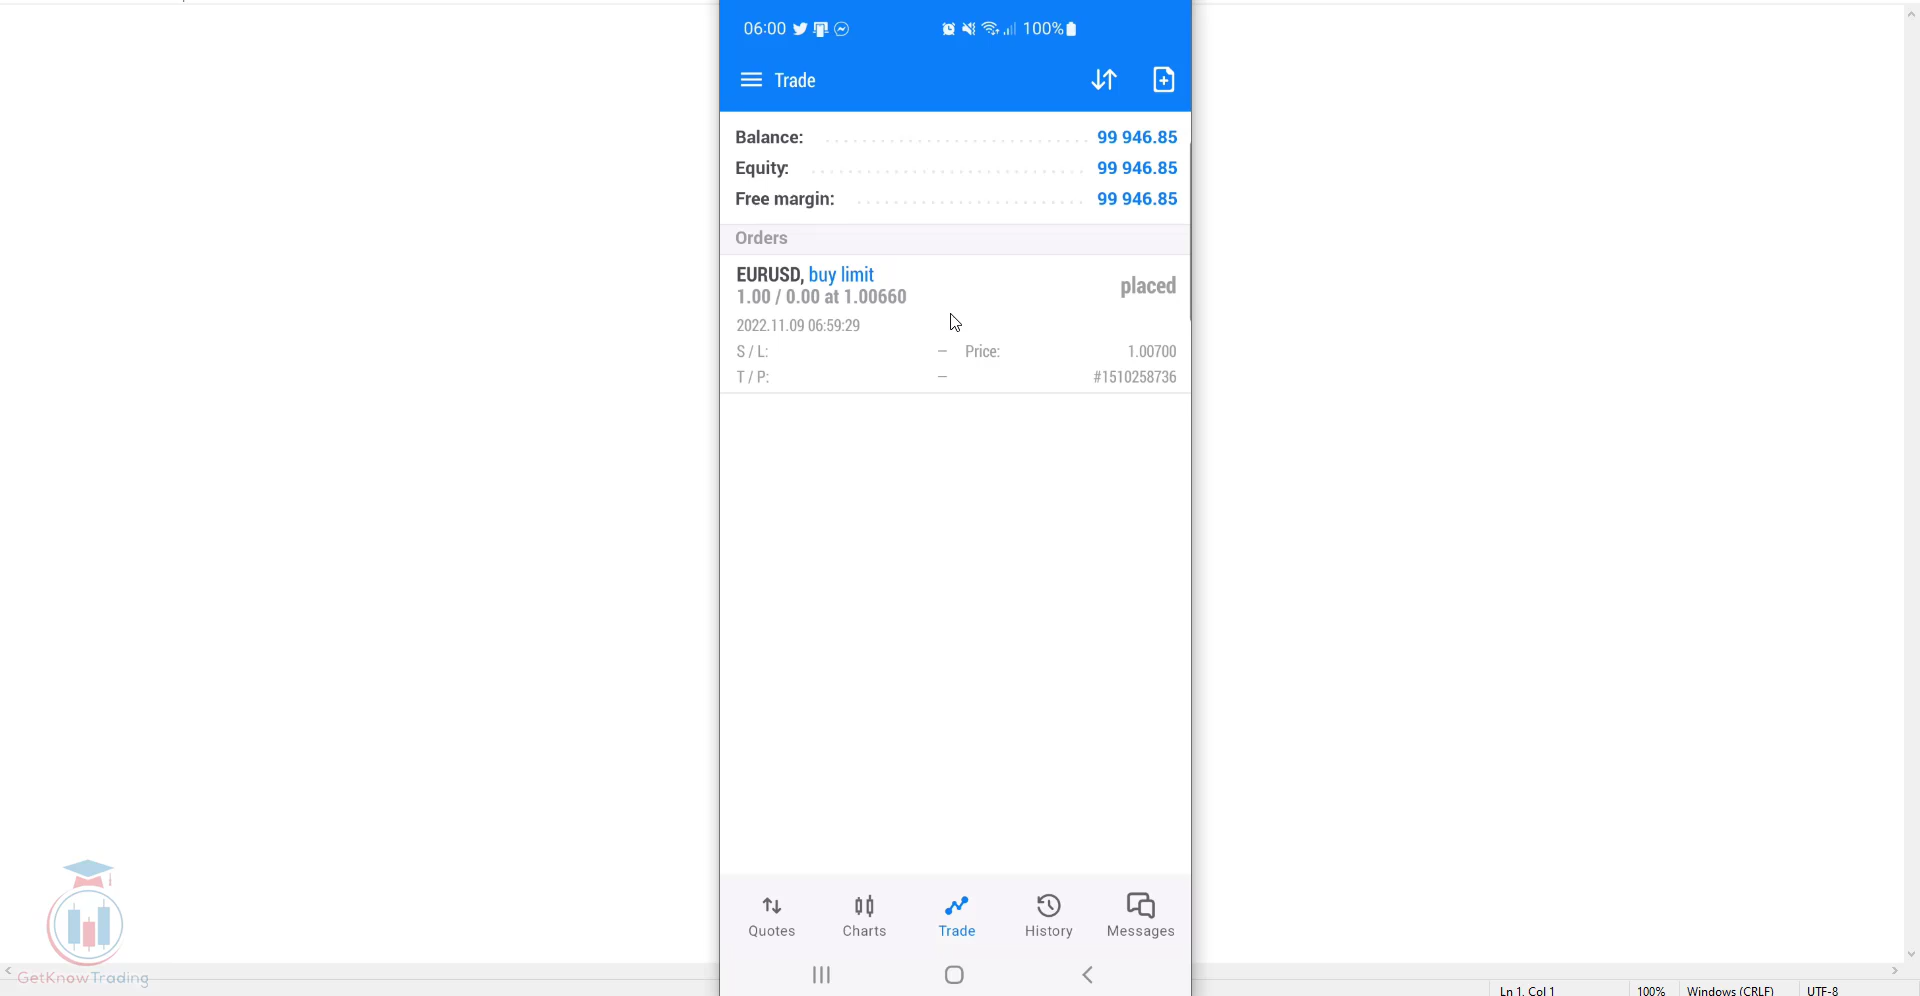 06:00 100%
Trade
Balance: 99 946.85
Equity: 99 946.85
Free margin: 99 946.85
Orders
EURUSD, buy limit
1.00 / 0.00 at 1.00660 placed
2022.11.09 06:59:29
S / L: – Price: 1.00700
T / P: – #1510258736
Quotes Charts Trade History Messages
GetKnowTrading
Ln 1, Col 1 100% Windows (CRLF) UTF-8